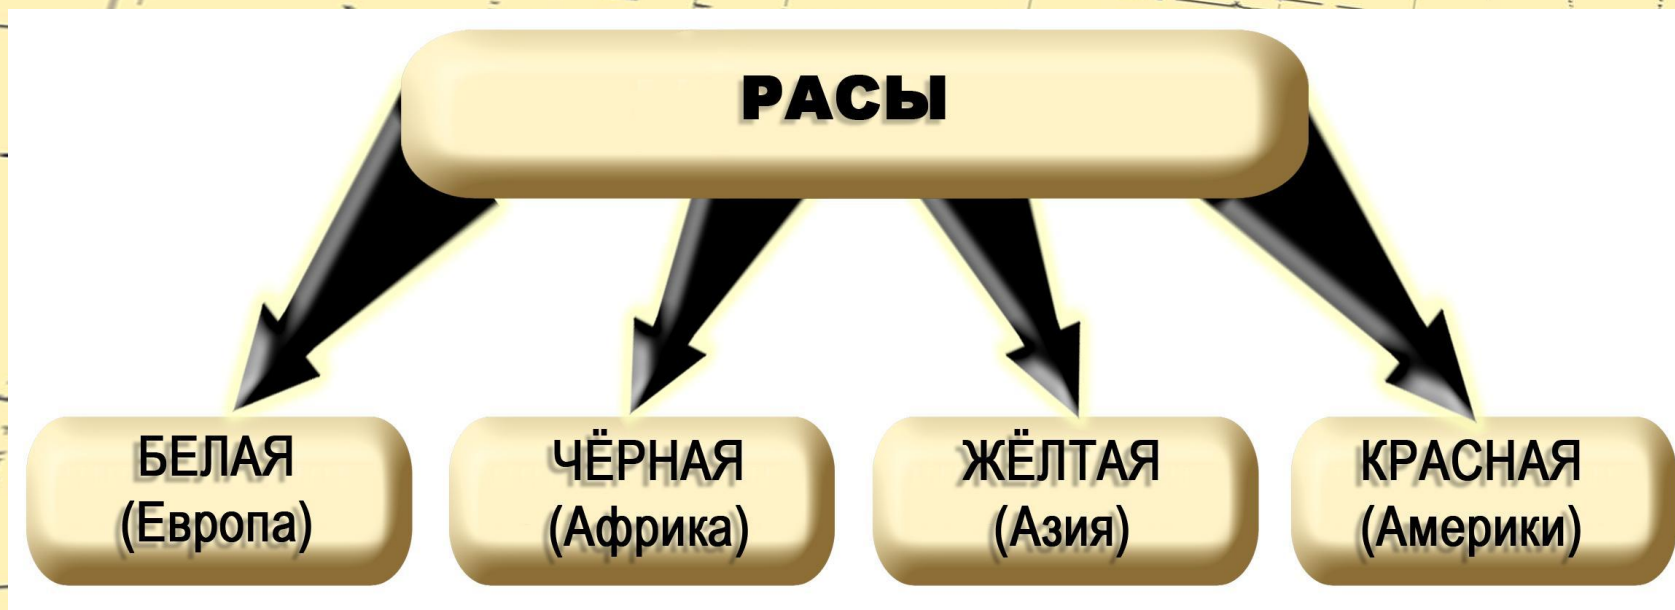 РАСЫ
БЕЛАЯ
(Европа)
ЧЁРНАЯ
(Африка)
ЖЁЛТАЯ
(Азия)
КРАСНАЯ
(Америки)